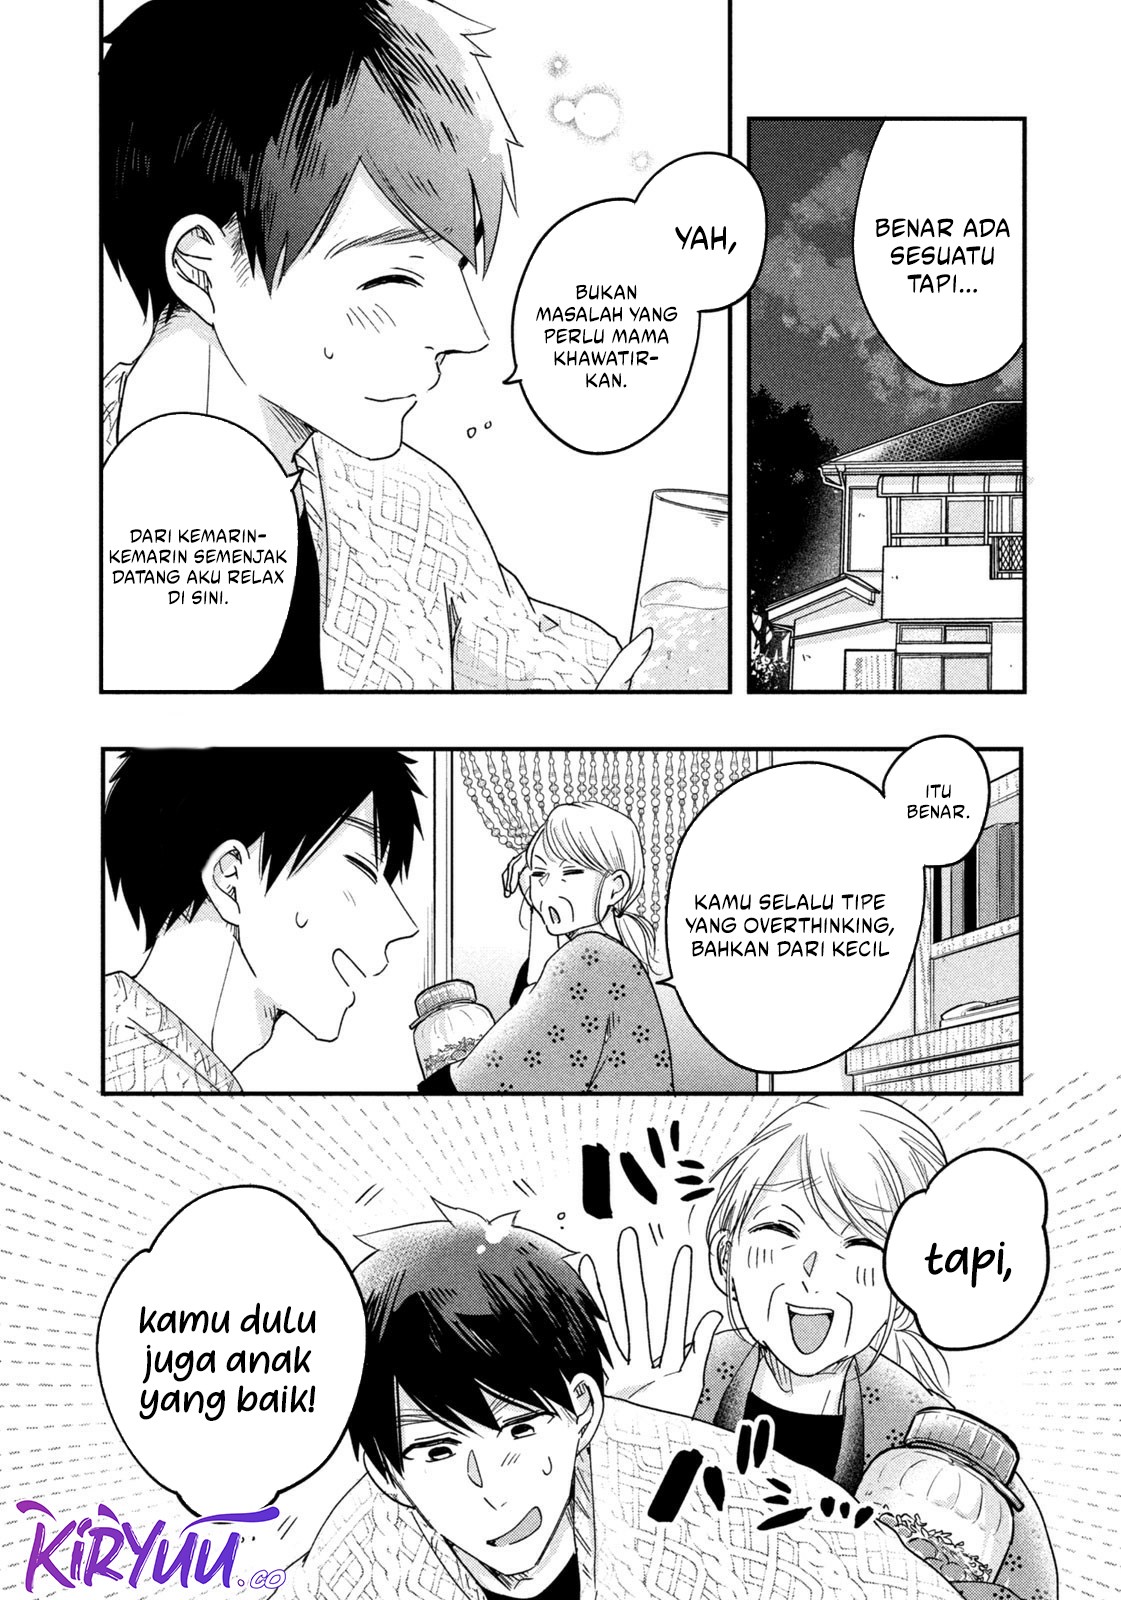 BENAR ADA
SESUATU
TAPI...
YAH,
BUKAN
MASALAH YANG
PERLU MAMA
KHAWATIR-
KAN.
DARI KEMARIN-
KEMARIN SEMENJAK
DATANG AKU RELAX
DI SINI.
ITU
BENAR.
KAMU SELALU TIPE
YANG OVERTHINKING,
BAHKAN DARI KECIL
tapi,
kamu dulu
juga anak
yang baik!
バンバン...
KIRYUU.CO